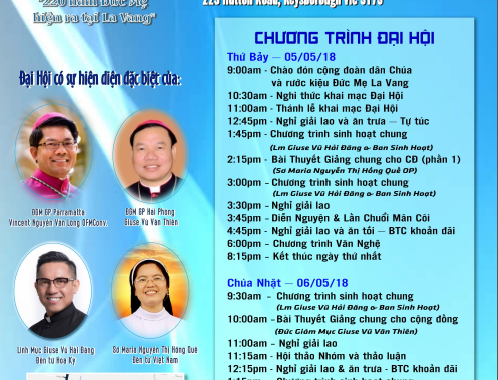 "220 năm Đức Mẹ
hiện ra tại La Vang"
Keysborough Vic 3173
Đại Hội có sự hiện diện đặc biệt của:
ĐGM GP Parramatta
Vincent Nguyễn Văn Long OFMConv.
ĐGM GP Hải Phòng
Giuse Vũ Văn Thiên
Linh Mục Giuse Vũ Hải Đăng
Đến từ Hoa Kỳ
Sơ Maria Nguyễn Thị Hồng Quế
Đến từ Việt Nam
CHƯƠNG TRÌNH ĐẠI HỘI
Thứ Bảy – 05/05/18
9:00am – Chào đón cộng đoàn dân Chúa
và rước kiệu Đức Mẹ La Vang
10:30am – Nghi thức khai mạc Đại Hội
11:00am – Thánh lễ khai mạc Đại Hội
12:45pm – Nghỉ giải lao và ăn trưa – Tự túc
1:45pm – Chương trình sinh hoạt chung
(Lm Giuse Vũ Hải Đăng & Ban Sinh Hoạt)
2:15pm – Bài Thuyết Giảng chung cho CĐ (phần 1)
(Sơ Maria Nguyễn Thị Hồng Quế OP)
3:00pm – Chương trình sinh hoạt chung
(Lm Giuse Vũ Hải Đăng & Ban Sinh Hoạt)
3:30pm – Nghỉ giải lao
3:45pm – Diễn Nguyện & Lần Chuỗi Mân Côi
4:45pm – Nghỉ giải lao và ăn tối – BTC khoản đãi
6:00pm – Chương Trình Văn Nghệ
8:15pm – Kết thúc ngày thứ nhất
Chúa Nhật – 06/05/18
9:30am – Chương trình sinh hoạt chung
(Lm Giuse Vũ Hải Đăng & Ban Sinh Hoạt)
10:00am – Bài Thuyết Giảng chung cho cộng đồng
(Đức Giám Mục Giuse Vũ Văn Thiên)
11:00am – Nghỉ giải lao
11:15am – Hội thảo Nhóm và thảo luận
12:15pm – Nghỉ giải lao & ăn trưa - BTC khoản đãi